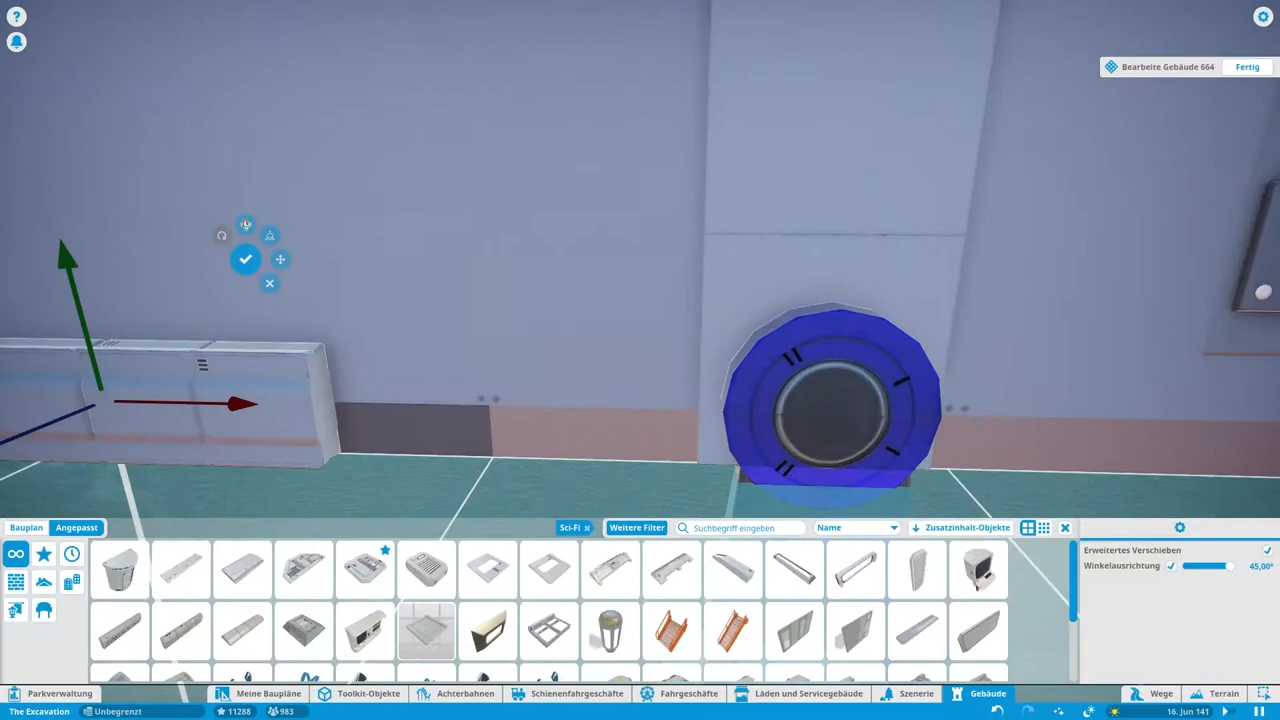 ?
Bearbeite Gebäude 664
Fertig
Bauplan
Angepasst
Sci-Fi ×
Weitere Filter
Suchbegriff eingeben
Name
Zusatzinhalt-Objekte
Erweitertes Verschieben
Winkelausrichtung
45,00°
Parkverwaltung
Meine Baupläne
Toolkit-Objekte
Achterbahnen
Schienenfahrgeschäfte
Fahrgeschäfte
Läden und Servicegebäude
Szenerie
Gebäude
Wege
Terrain
The Excavation
Unbegrenzt
11288
983
16. Jun 141